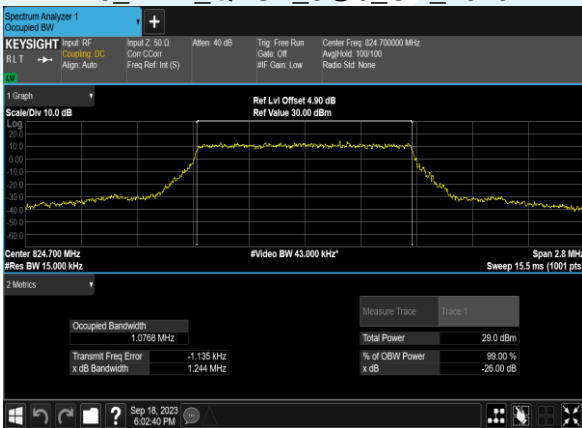 Spectrum Analyzer 1
Occupied BW
+
KEYSIGHT Input: RF Input Z: 50 Ω Atten: 40 dB Trig: Free Run Center Freq: 824.700000 MHz
RLT Coupling: DC Corr CCorr Gate: Off Avg|Hold: 100/100
Align: Auto Freq Ref: Int (S) #IF Gain: Low Radio Std: None
LW
1 Graph
Ref Lvl Offset 4.90 dB
Scale/Div 10.0 dB Ref Value 30.00 dBm
Log
20.0
10.0
0.00
-10.0
-20.0
-30.0
-40.0
-50.0
-60.0
Center 824.700 MHz #Video BW 43.000 kHz* Span 2.8 MHz
#Res BW 15.000 kHz Sweep 15.5 ms (1001 pts
2 Metrics
Measure Trace Trace 1
Occupied Bandwidth
1.0768 MHz Total Power 29.0 dBm
Transmit Freq Error -1.135 kHz % of OBW Power 99.00 %
x dB Bandwidth 1.244 MHz x dB -26.00 dB
? Sep 18, 2023
6:02:40 PM